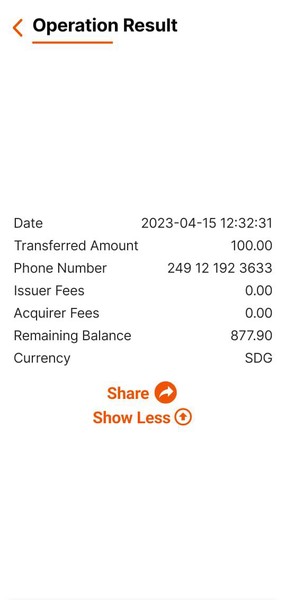 Operation Result
Date 2023-04-15 12:32:31
Transferred Amount 100.00
Phone Number 249 12 192 3633
Issuer Fees 0.00
Acquirer Fees 0.00
Remaining Balance 877.90
Currency SDG
Share
Show Less